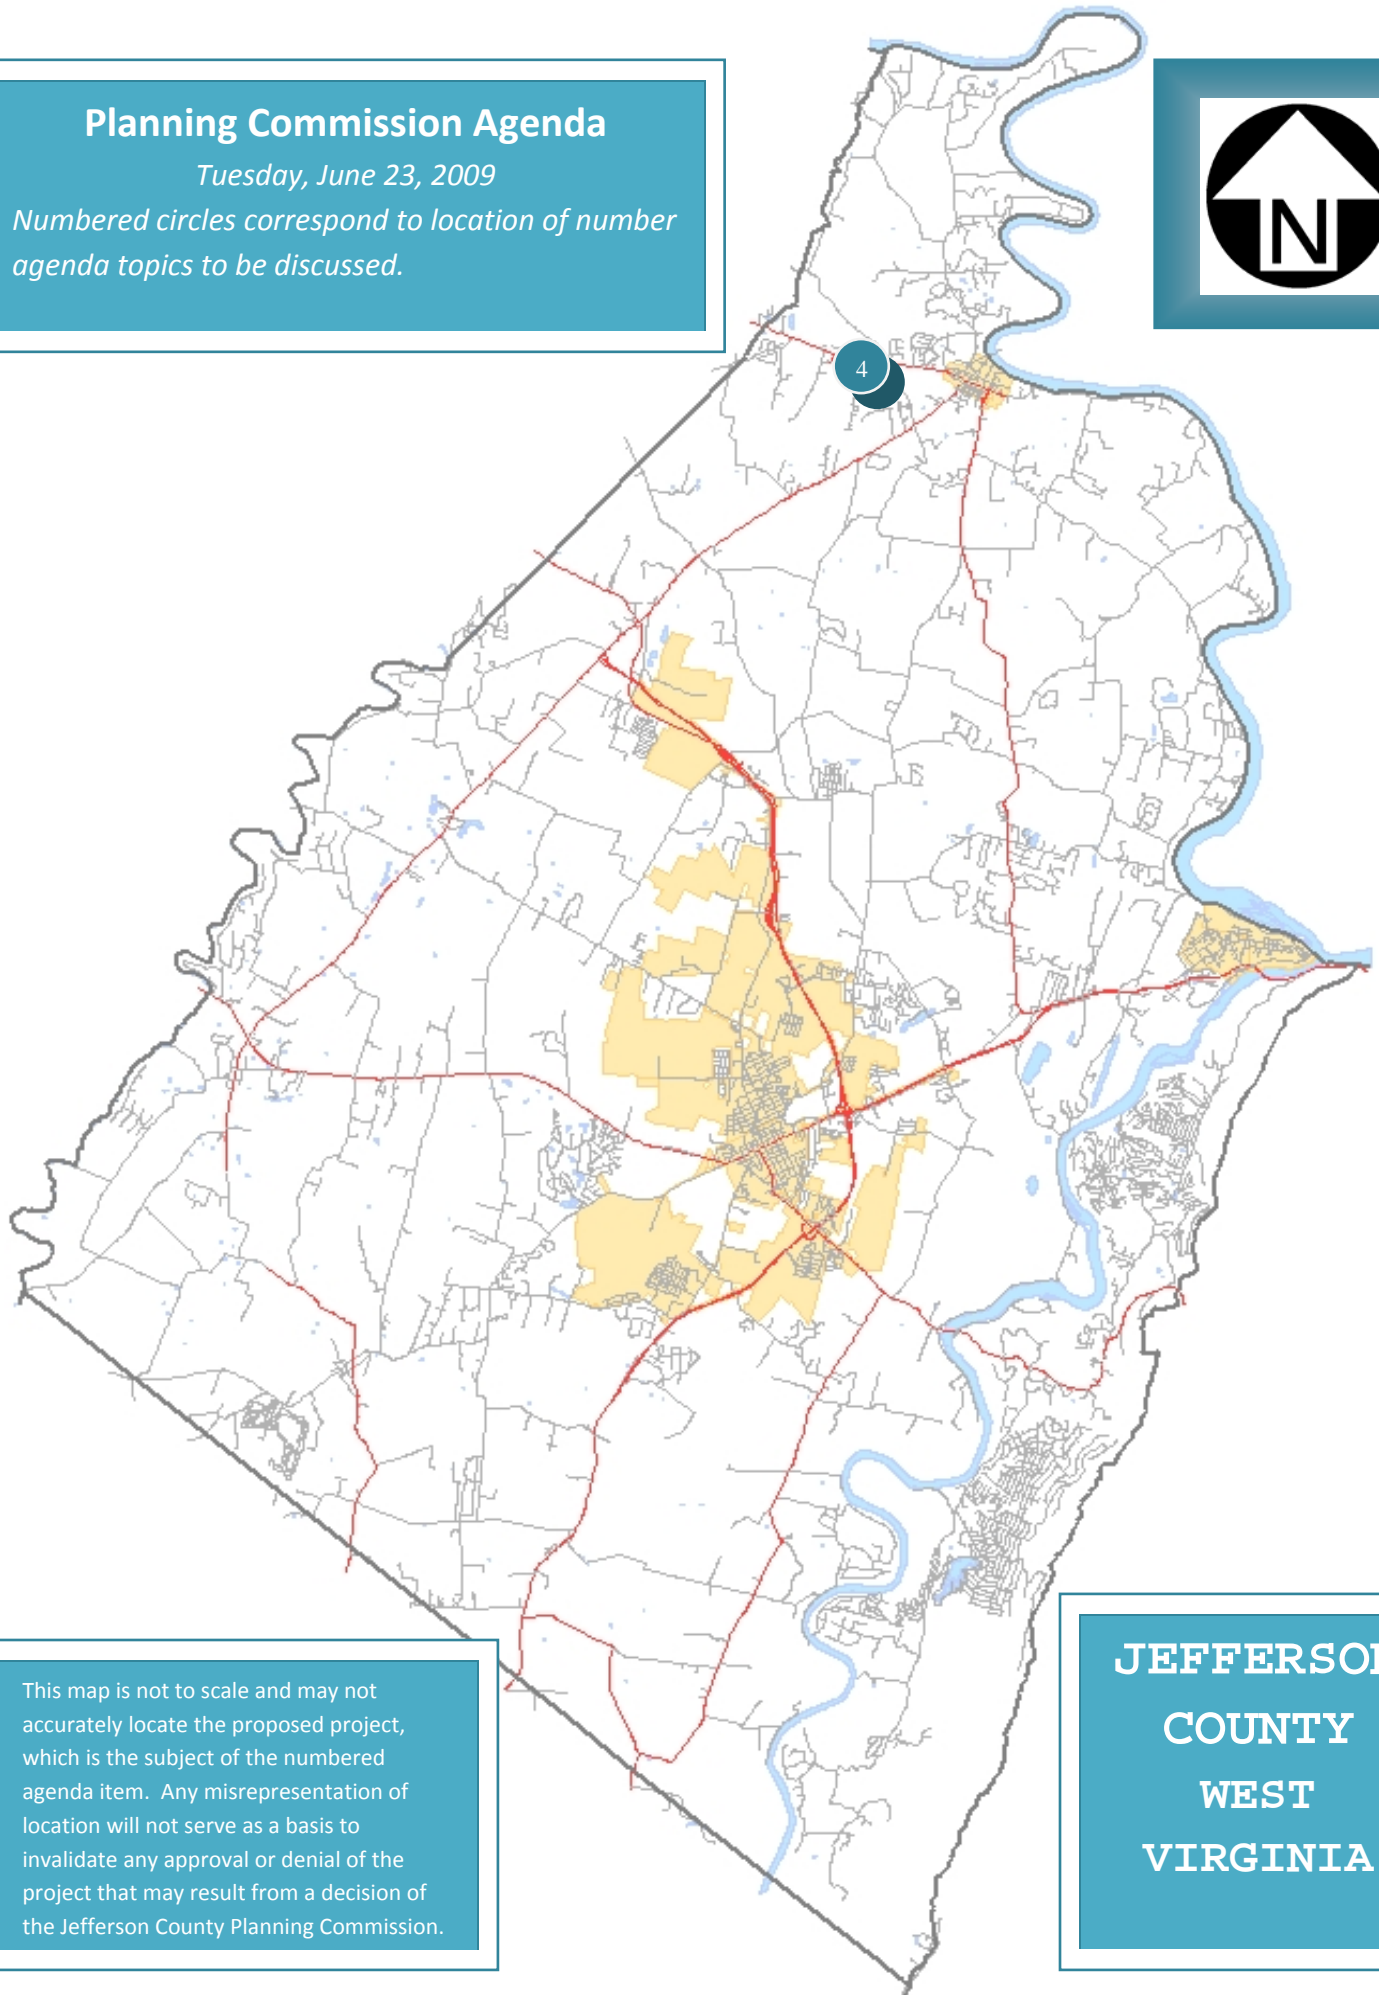 Planning Commission Agenda
Tuesday, June 23, 2009
Numbered circles correspond to location of number
agenda topics to be discussed.
N
4
This map is not to scale and may not
accurately locate the proposed project,
which is the subject of the numbered
agenda item.  Any misrepresentation of
location will not serve as a basis to
invalidate any approval or denial of the
project that may result from a decision of
the Jefferson County Planning Commission.
JEFFERSON
COUNTY
WEST
VIRGINIA